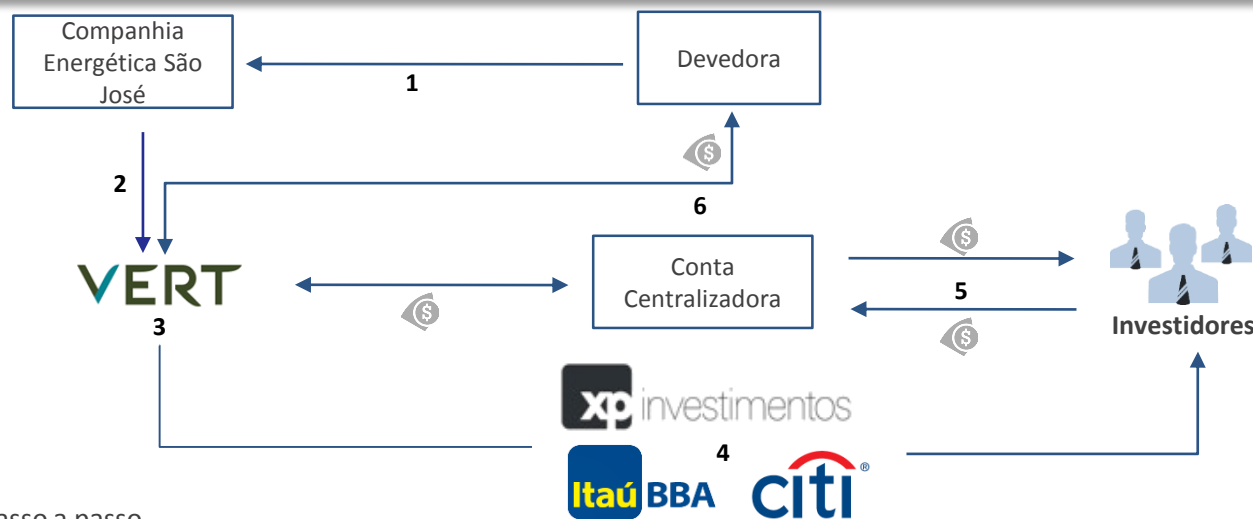 Companhia
Energética São
José
Devedora
1
2
6
VERT
3
Conta
Centralizadora
5
Investidores
xp investimentos
4
Itaú BBA
citi®
passo